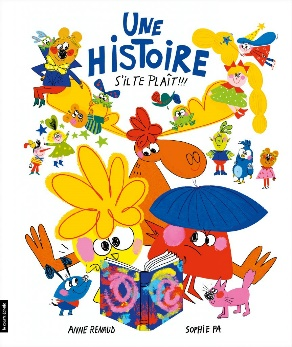 UNE
HISTOIRE
S'IL TE PLAÎT!!!
ANNE RENAUD
SOPHIE PA